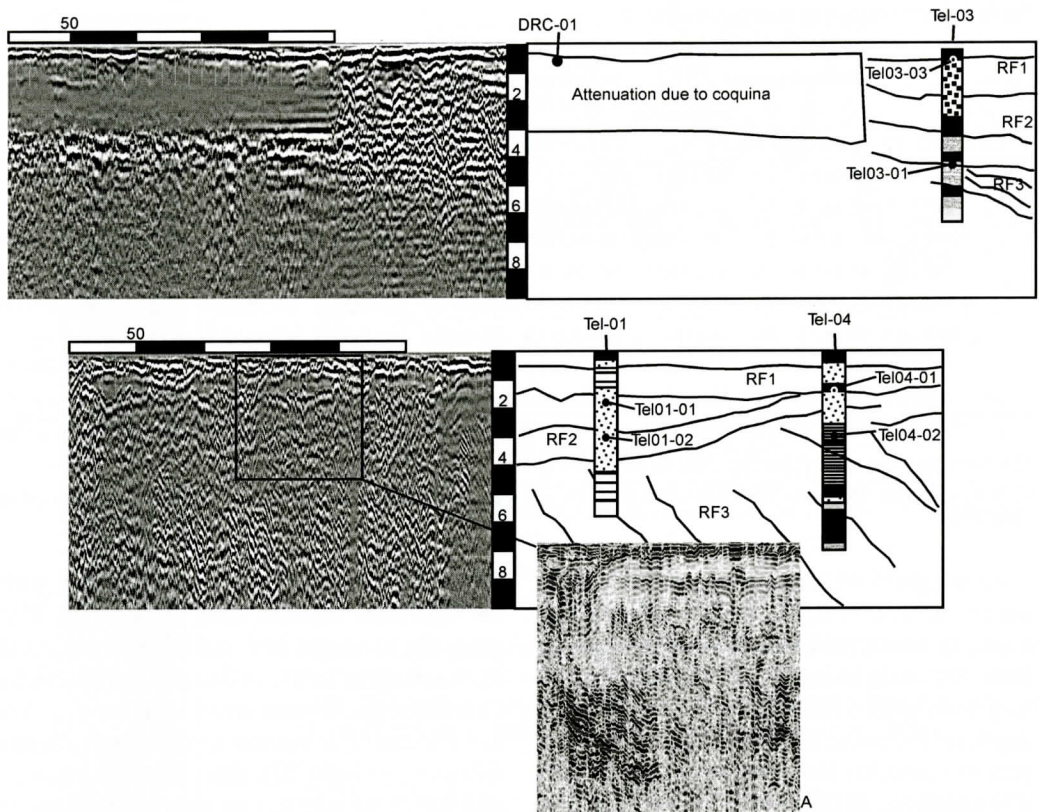 50
DRC-01
Tel-03
Tel03-03
RF1
2
Attenuation due to coquina
RF2
4
Tel03-01
RF3
6
8
50
Tel-01
Tel-04
RF1
Tel04-01
2
Tel01-01
RF2
Tel01-02
Tel04-02
4
6
RF3
8
A